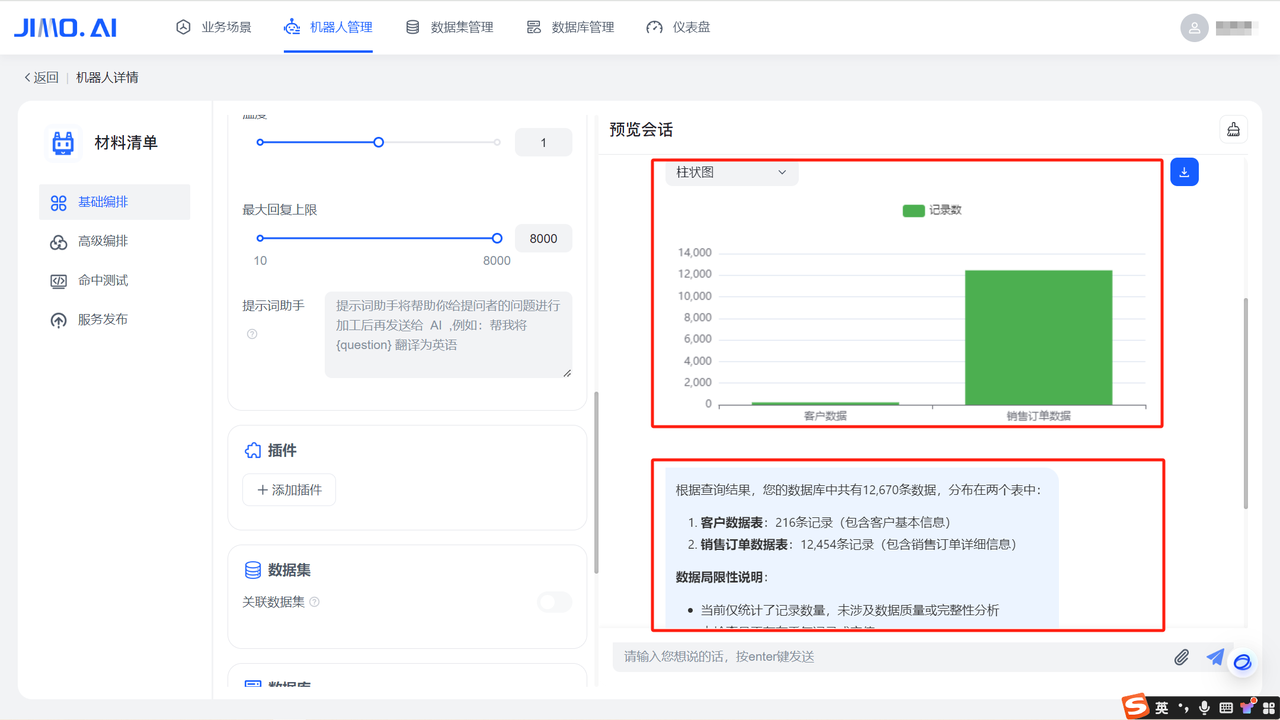 JIMO.AI
业务场景
机器人管理
数据集管理
数据库管理
仪表盘
返回 | 机器人详情
材料清单
基础编排
高级编排
命中测试
服务发布
温度
1
最大回复上限
8000
10
8000
提示词助手
提示词助手将帮助你给提问者的问题进行
加工后再发送给 AI ,例如：帮我将
{question} 翻译为英语
插件
+ 添加插件
数据集
关联数据集
数据库
预览会话
柱状图
记录数
14,000
12,000
10,000
8,000
6,000
4,000
2,000
0
客户数据
销售订单数据
根据查询结果，您的数据库中共有12,670条数据，分布在两个表中：
1. 客户数据表：216条记录（包含客户基本信息）
2. 销售订单数据表：12,454条记录（包含销售订单详细信息）
数据局限性说明：
• 当前仅统计了记录数量，未涉及数据质量或完整性分析
请输入您想说的话，按enter键发送
S 英